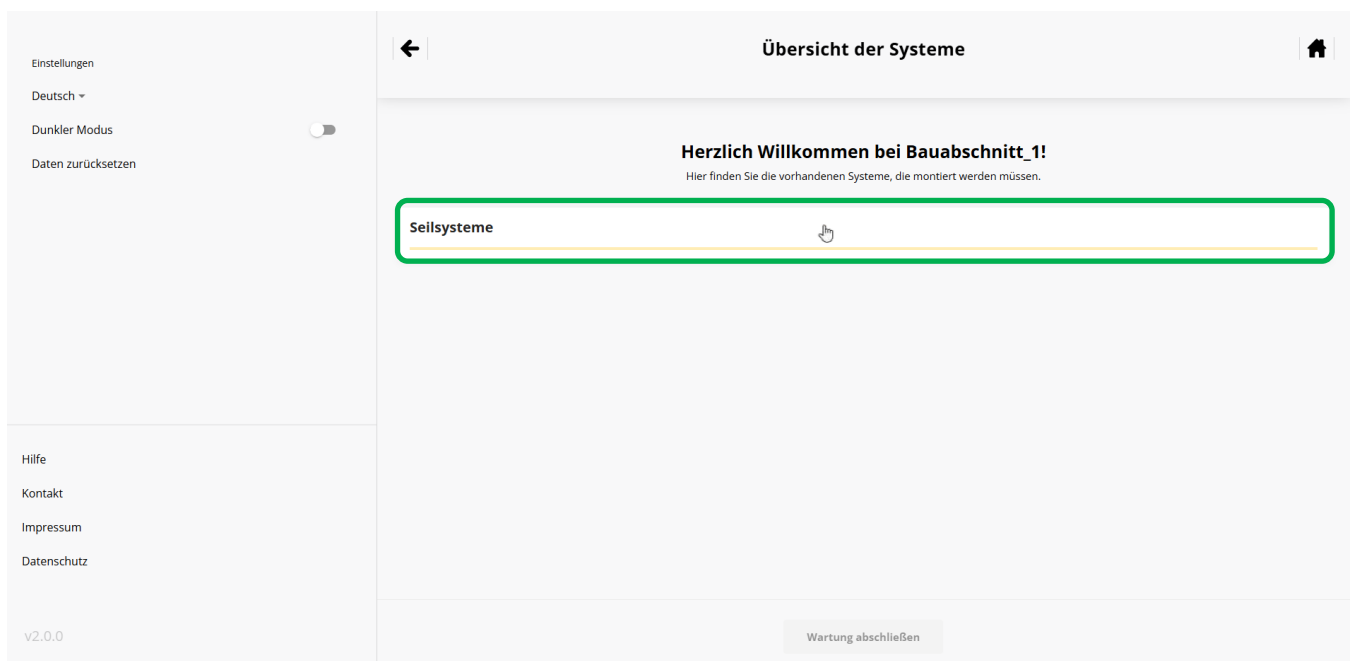 Einstellungen
Deutsch
Dunkler Modus
Daten zurücksetzen
Hilfe
Kontakt
Impressum
Datenschutz
v2.0.0
Übersicht der Systeme
Herzlich Willkommen bei Bauabschnitt_1!
Hier finden Sie die vorhandenen Systeme, die montiert werden müssen.
Seilsysteme
Wartung abschließen